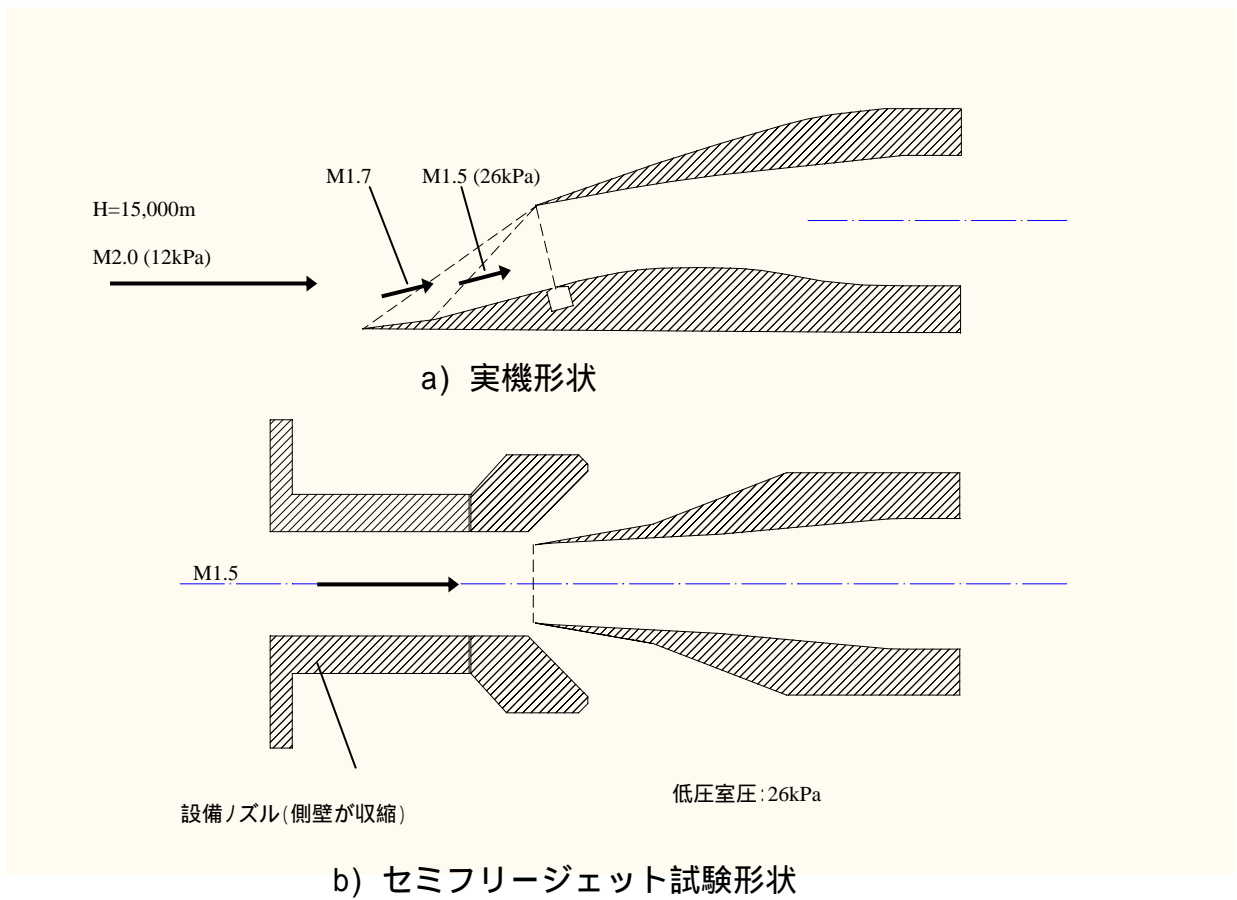 M1.7
M1.5 (26kPa)
H=15,000m
M2.0 (12kPa)
a) 実機形状
M1.5
低圧室圧:26kPa
設備ノズル(側壁が収縮)
b) セミフリージェット試験形状